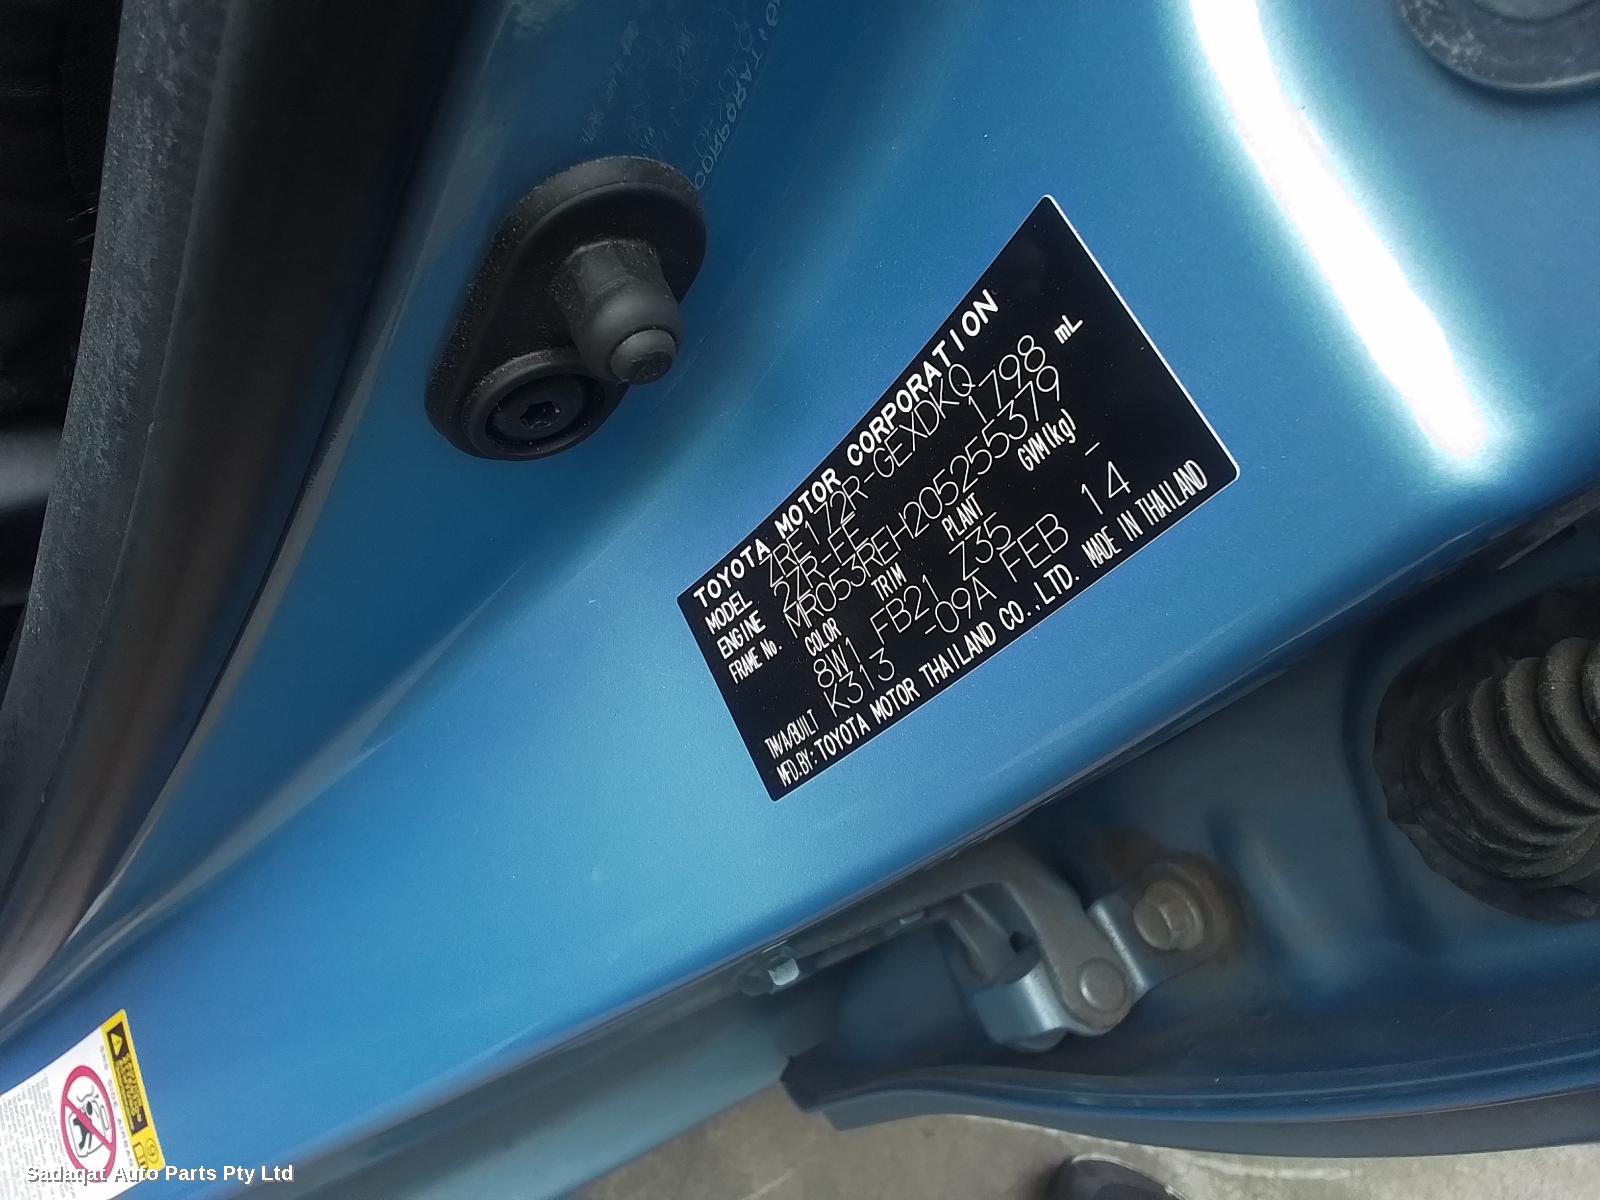 TOYOTA MOTOR CORPORATION
MODEL ZRE172R-GEXDKQ
ENGINE 2ZR-FE 1798 mL
FRAME No. MR053REH205255379
COLOR TRIM PLANT GVM(kg)
8W1 FB21 Z35 -
TM/A/BUILT K313 -09A FEB 14
MFD.BY: TOYOTA MOTOR THAILAND CO.,LTD. MADE IN THAILAND
Sadaqat Auto Parts Pty Ltd